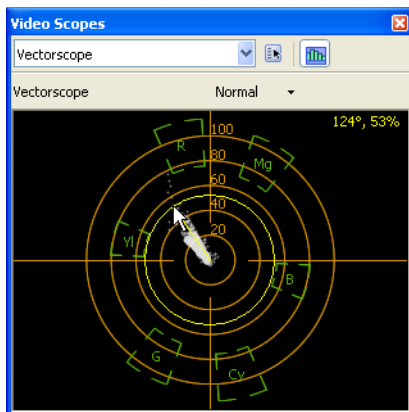 Video Scopes
Vectorscope
Vectorscope Normal
124°, 53%
100
R
80
Mg
60
40
20
Yl
B
G
Cy